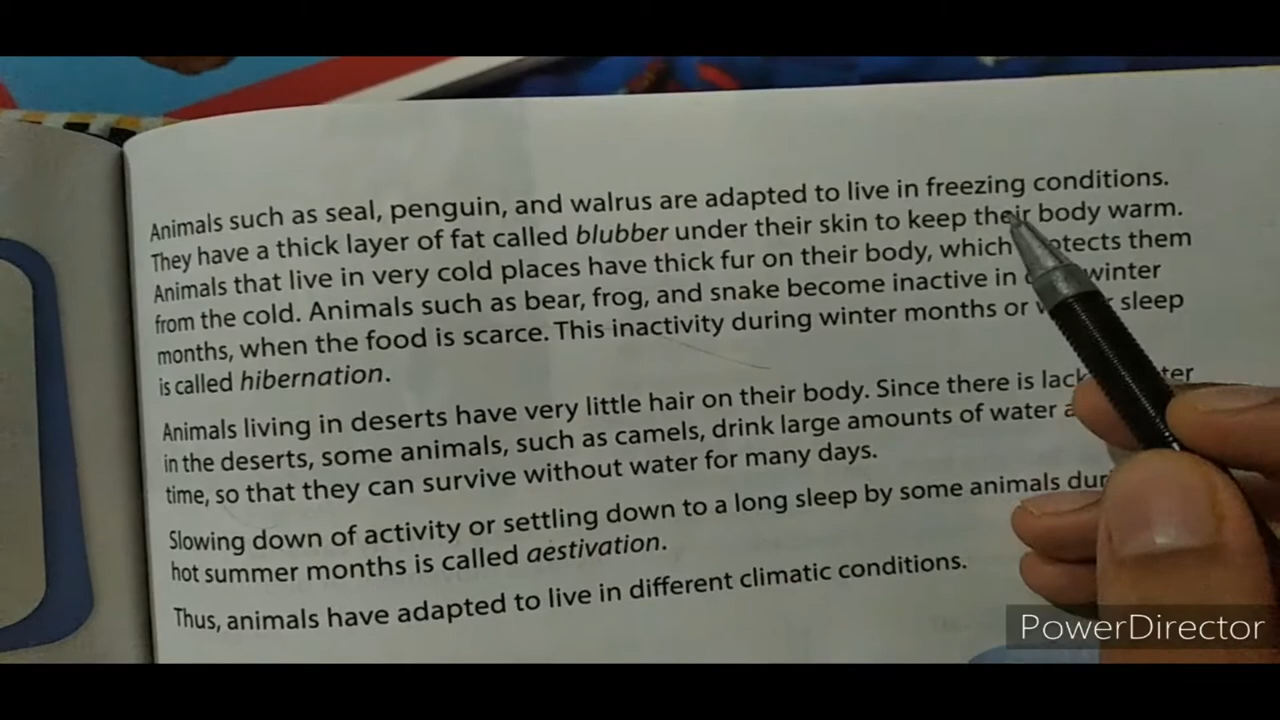 Animals such as seal, penguin, and walrus are adapted to live in freezing conditions.
They have a thick layer of fat called blubber under their skin to keep their body warm.
Animals that live in very cold places have thick fur on their body, which protects them
from the cold. Animals such as bear, frog, and snake become inactive in winter
months, when the food is scarce. This inactivity during winter months or sleep
is called hibernation.
Animals living in deserts have very little hair on their body. Since there is lack
in the deserts, some animals, such as camels, drink large amounts of water
time, so that they can survive without water for many days.
Slowing down of activity or settling down to a long sleep by some animals
hot summer months is called aestivation.
Thus, animals have adapted to live in different climatic conditions.
PowerDirector